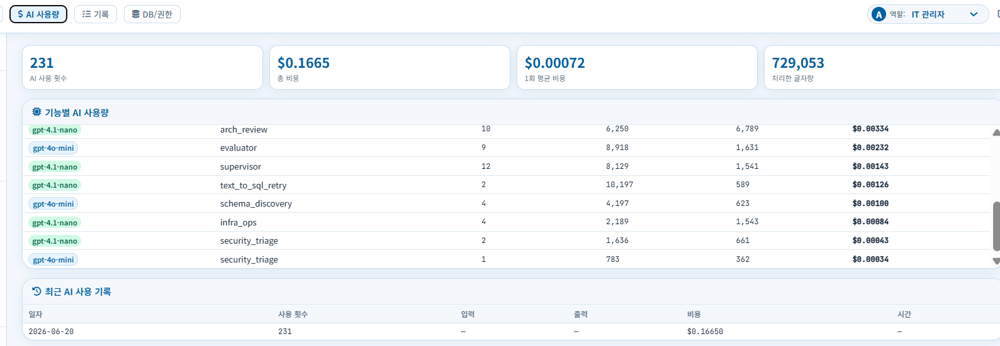 $ AI 사용량 기록 DB/권한 A 역할: IT 관리자
231 $0.1665 $0.00072 729,053
AI 사용 횟수 총 비용 1회 평균 비용 처리한 글자량
기능별 AI 사용량
gpt-4.1-nano arch_review 10 6,250 6,789 $0.00334
gpt-4o-mini evaluator 9 8,918 1,631 $0.00232
gpt-4.1-nano supervisor 12 8,129 1,541 $0.00143
gpt-4.1-nano text_to_sql_retry 2 10,197 589 $0.00126
gpt-4o-mini schema_discovery 4 4,197 623 $0.00100
gpt-4.1-nano infra_ops 4 2,189 1,543 $0.00084
gpt-4.1-nano security_triage 2 1,636 661 $0.00043
gpt-4o-mini security_triage 1 783 362 $0.00034
최근 AI 사용 기록
일자 사용 횟수 입력 출력 비용 시간
2026-06-20 231 — — $0.16650 —